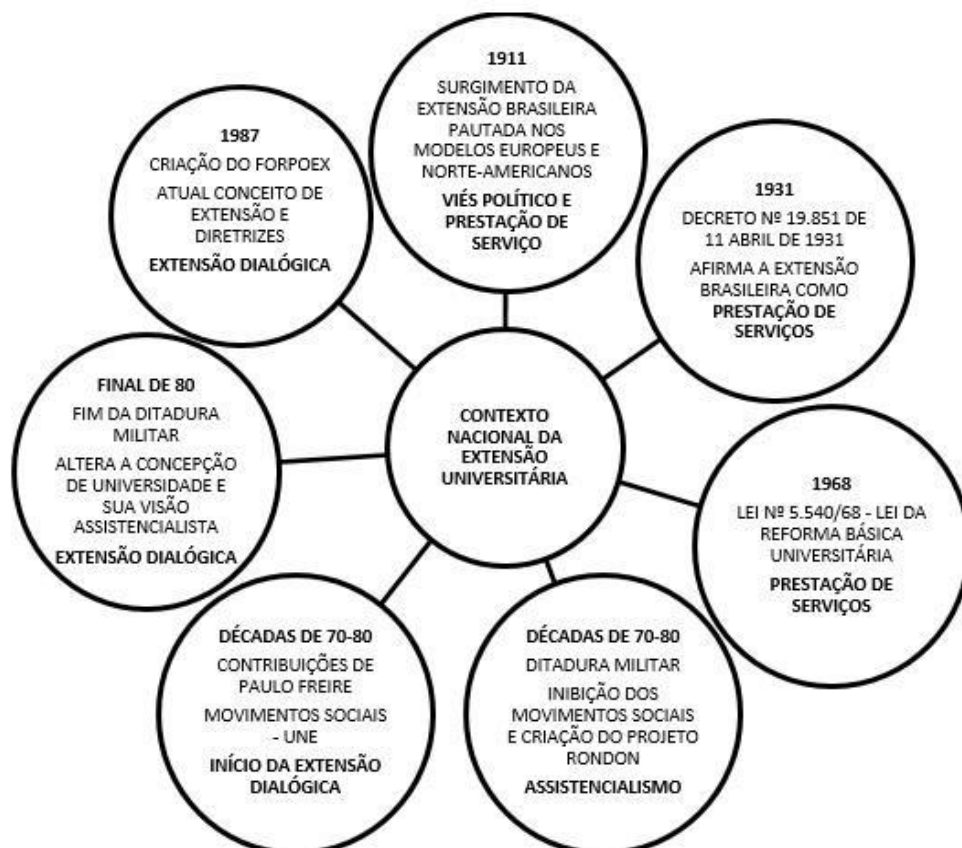 1911
SURGIMENTO DA
EXTENSÃO BRASILEIRA
PAUTADA NOS
MODELOS EUROPEUS E
NORTE-AMERICANOS
VIÉS POLÍTICO E
PRESTAÇÃO DE
SERVIÇO
1931
DECRETO Nº 19.851 DE
11 ABRIL DE 1931
AFIRMA A EXTENSÃO
BRASILEIRA COMO
PRESTAÇÃO DE
SERVIÇOS
1968
LEI Nº 5.540/68 - LEI DA
REFORMA BÁSICA
UNIVERSITÁRIA
PRESTAÇÃO DE
SERVIÇOS
DÉCADAS DE 70-80
DITADURA MILITAR
INIBIÇÃO DOS
MOVIMENTOS SOCIAIS
E CRIAÇÃO DO PROJETO
RONDON
ASSISTENCIALISMO
DÉCADAS DE 70-80
CONTRIBUIÇÕES DE
PAULO FREIRE
MOVIMENTOS SOCIAIS
- UNE
INÍCIO DA EXTENSÃO
DIALÓGICA
FINAL DE 80
FIM DA DITADURA
MILITAR
ALTERA A CONCEPÇÃO
DE UNIVERSIDADE E
SUA VISÃO
ASSISTENCIALISTA
EXTENSÃO DIALÓGICA
1987
CRIAÇÃO DO FORPOEX
ATUAL CONCEITO DE
EXTENSÃO E
DIRETRIZES
EXTENSÃO DIALÓGICA
CONTEXTO
NACIONAL DA
EXTENSÃO
UNIVERSITÁRIA